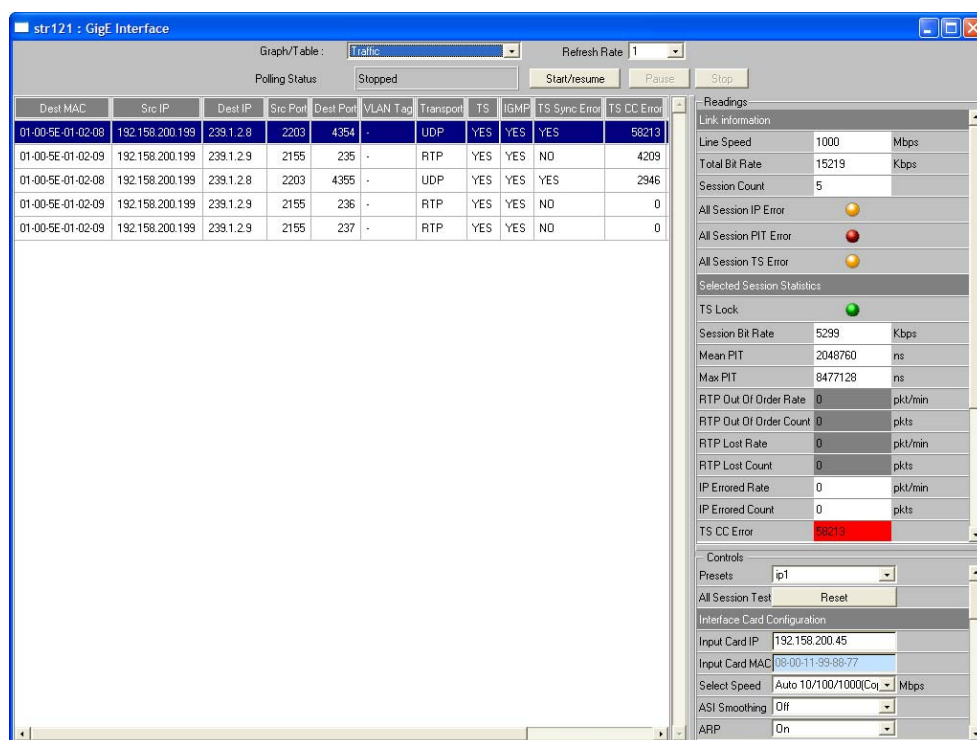 str121 : GigE Interface
Graph/Table : Traffic Refresh Rate 1
Polling Status Stopped Start/resume Pause Stop
Dest MAC Src IP Dest IP Src Port Dest Port VLAN Tag Transport TS IGMP TS Sync Error TS CC Error
01-00-5E-01-02-08 192.158.200.199 239.1.2.8 2203 4354 - UDP YES YES YES 58213
01-00-5E-01-02-09 192.158.200.199 239.1.2.9 2155 235 - RTP YES YES NO 4209
01-00-5E-01-02-08 192.158.200.199 239.1.2.8 2203 4355 - UDP YES YES YES 2946
01-00-5E-01-02-09 192.158.200.199 239.1.2.9 2155 236 - RTP YES YES NO 0
01-00-5E-01-02-09 192.158.200.199 239.1.2.9 2155 237 - RTP YES YES NO 0
Readings
Link information
Line Speed 1000 Mbps
Total Bit Rate 15219 Kbps
Session Count 5
All Session IP Error
All Session PIT Error
All Session TS Error
Selected Session Statistics
TS Lock
Session Bit Rate 5299 Kbps
Mean PIT 2048760 ns
Max PIT 8477128 ns
RTP Out Of Order Rate 0 pkt/min
RTP Out Of Order Count 0 pkts
RTP Lost Rate 0 pkt/min
RTP Lost Count 0 pkts
IP Errored Rate 0 pkt/min
IP Errored Count 0 pkts
TS CC Error 58213
Controls
Presets ip1
All Session Test Reset
Interface Card Configuration
Input Card IP 192.158.200.45
Input Card MAC 08-00-11-99-88-77
Select Speed Auto 10/100/1000(Co Mbps
ASI Smoothing Off
ARP On